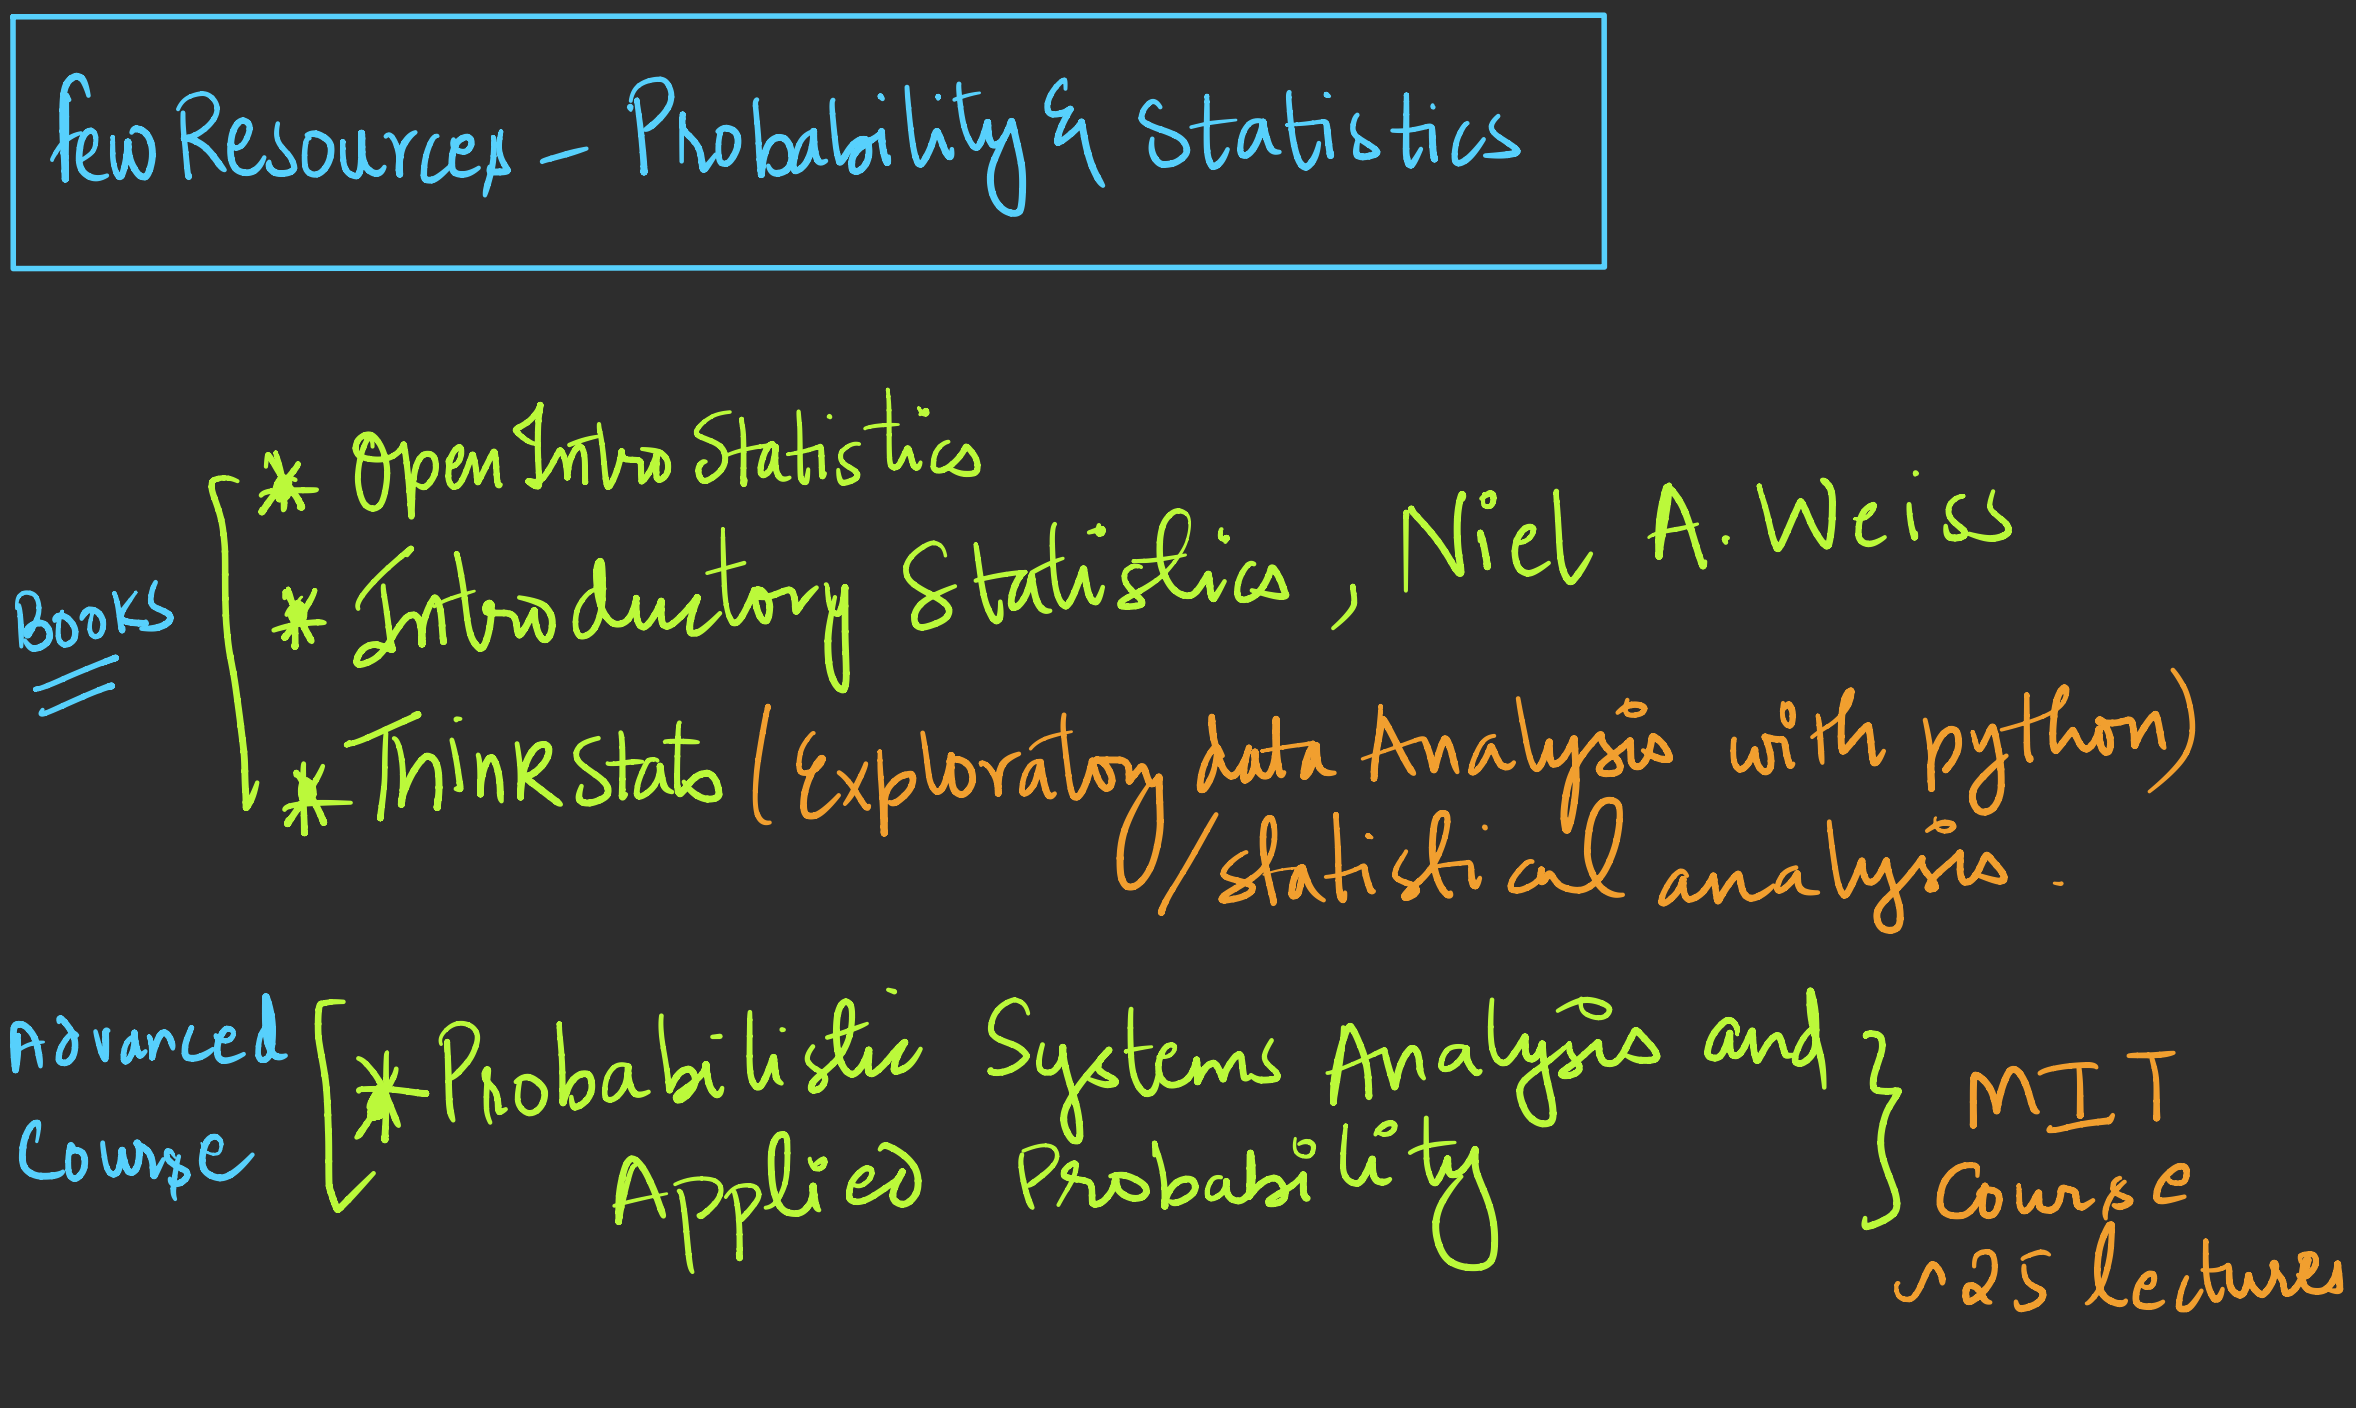 few Resources - Probability & Statistics
* Open Intro Statistics
* Introductory Statistics, Niel A. Weiss
Books
* Think Stats (Exploratory data Analysis with python)
/statistical analysis.
Advanced Course
* Probabilistic Systems Analysis and
Applied Probability
MIT
Course
~25 lectures